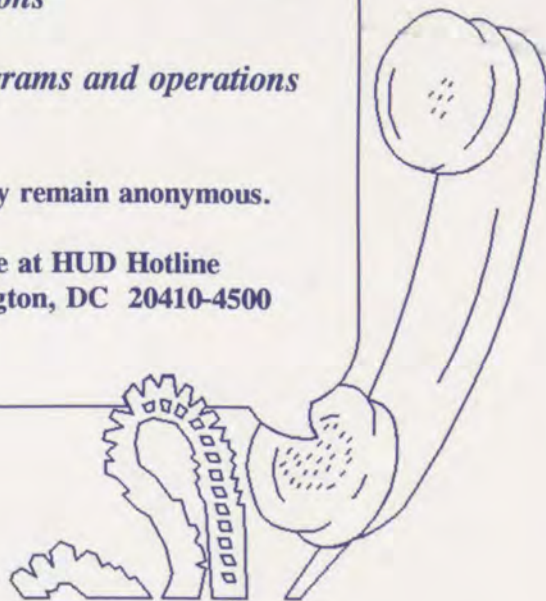 rams and operations
y remain anonymous.
e at HUD Hotline
gton, DC 20410-4500